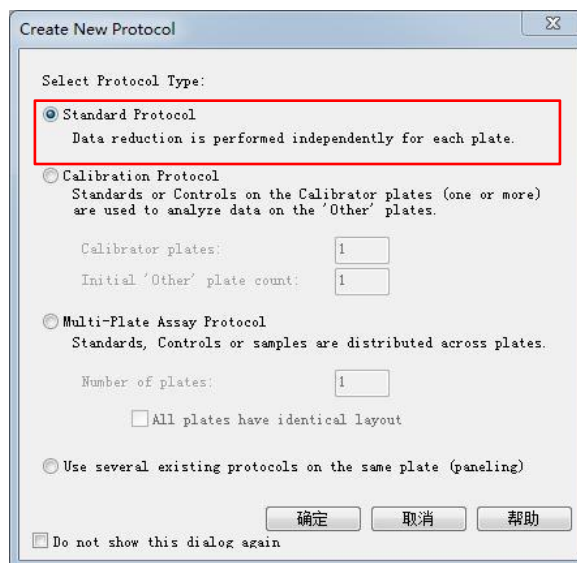 Create New Protocol
Select Protocol Type:
Standard Protocol
Data reduction is performed independently for each plate.
Calibration Protocol
Standards or Controls on the Calibrator plates (one or more)
are used to analyze data on the 'Other' plates.
Calibrator plates: 1
Initial 'Other' plate count: 1
Multi-Plate Assay Protocol
Standards, Controls or samples are distributed across plates.
Number of plates: 1
All plates have identical layout
Use several existing protocols on the same plate (paneling)
确定 取消 帮助
Do not show this dialog again